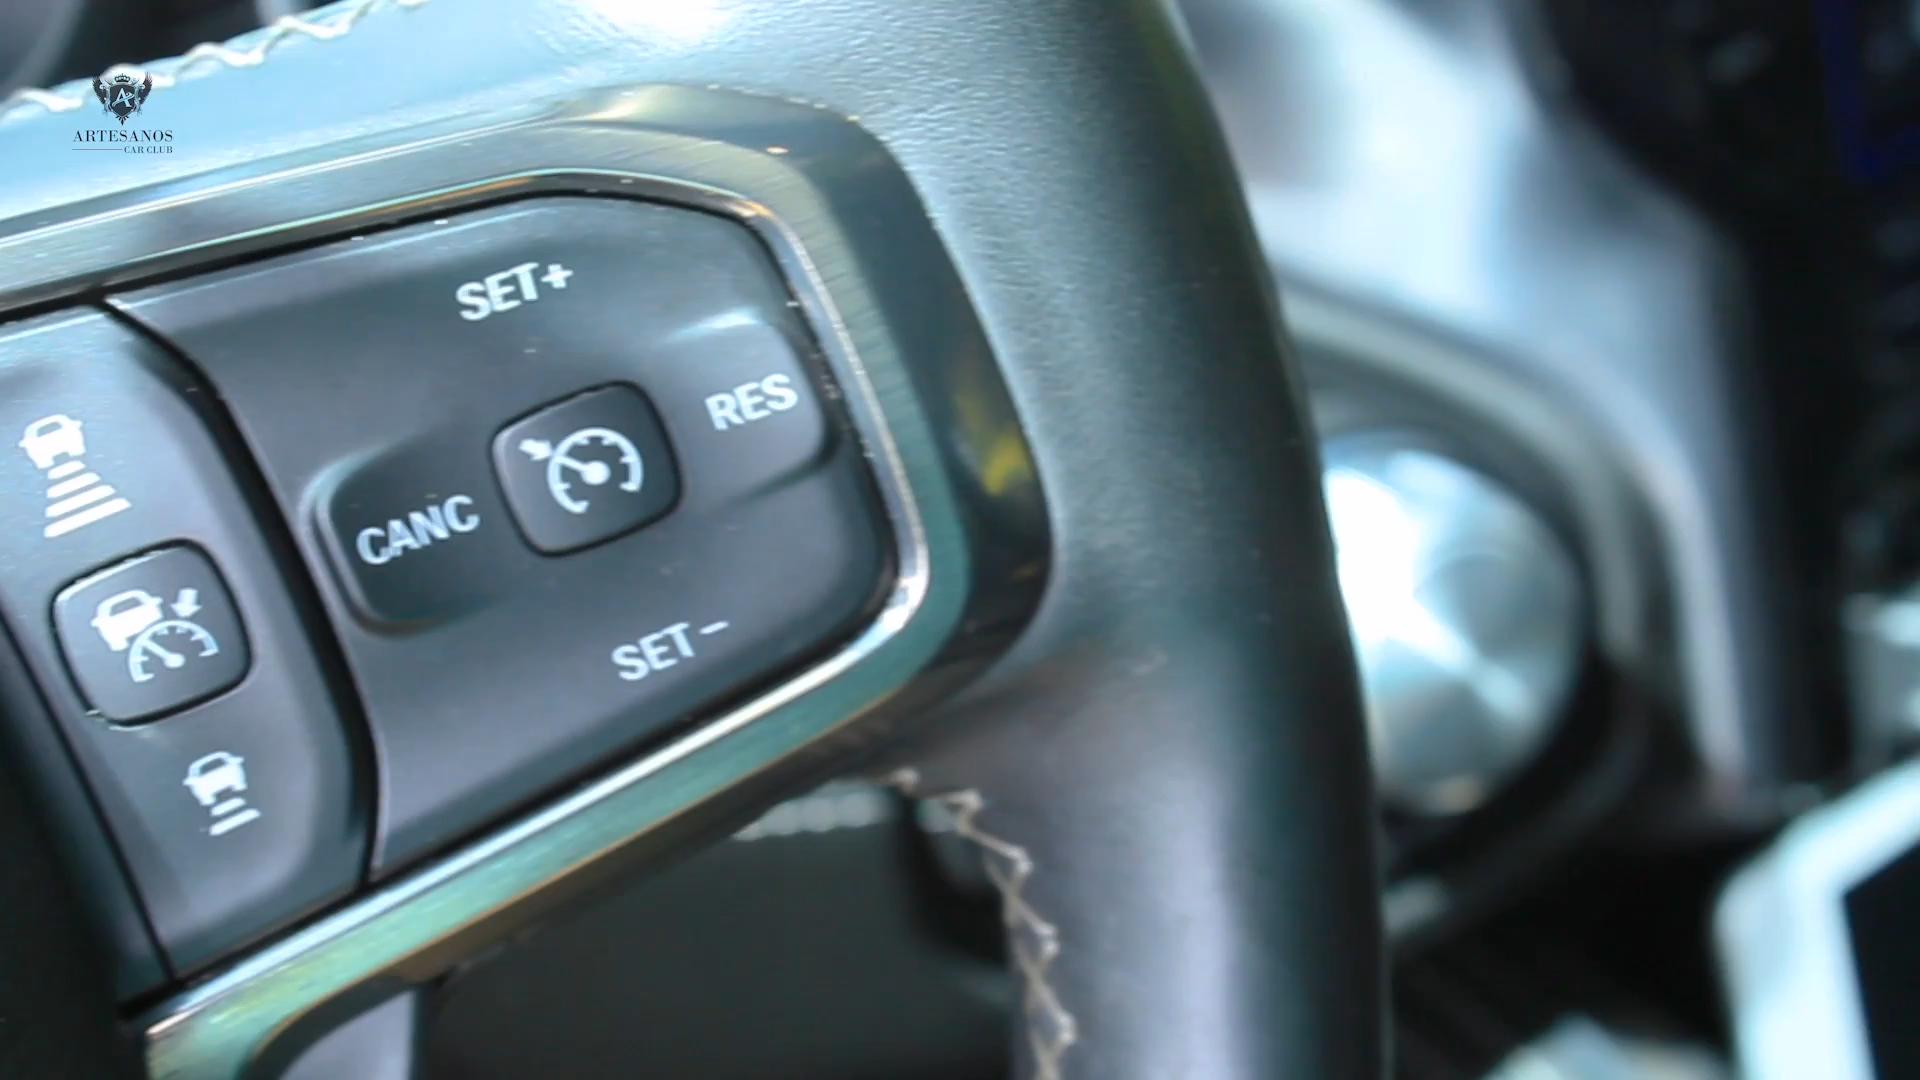 ARTESANOS
CAR CLUB
SET+
RES
CANC
SET-